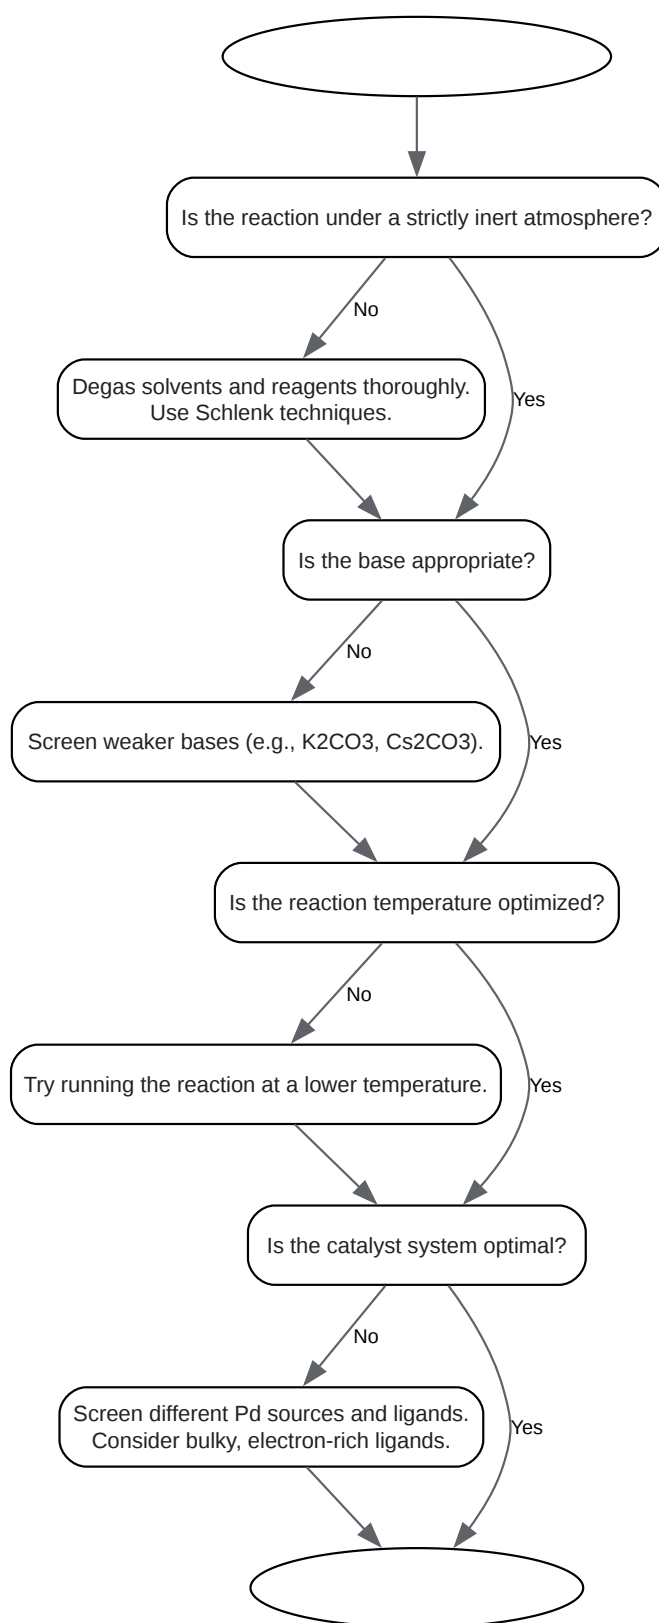 Is the reaction under a strictly inert atmosphere?
No
Degas solvents and reagents thoroughly.
Use Schlenk techniques.
Yes
Is the base appropriate?
No
Screen weaker bases (e.g., K2CO3, Cs2CO3).
Yes
Is the reaction temperature optimized?
No
Try running the reaction at a lower temperature.
Yes
Is the catalyst system optimal?
No
Screen different Pd sources and ligands.
Consider bulky, electron-rich ligands.
Yes